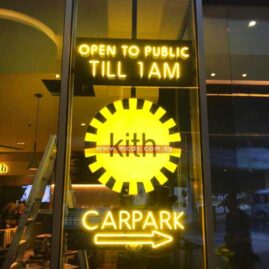 OPEN TO PUBLIC
TILL 1AM
kith
CARPARK